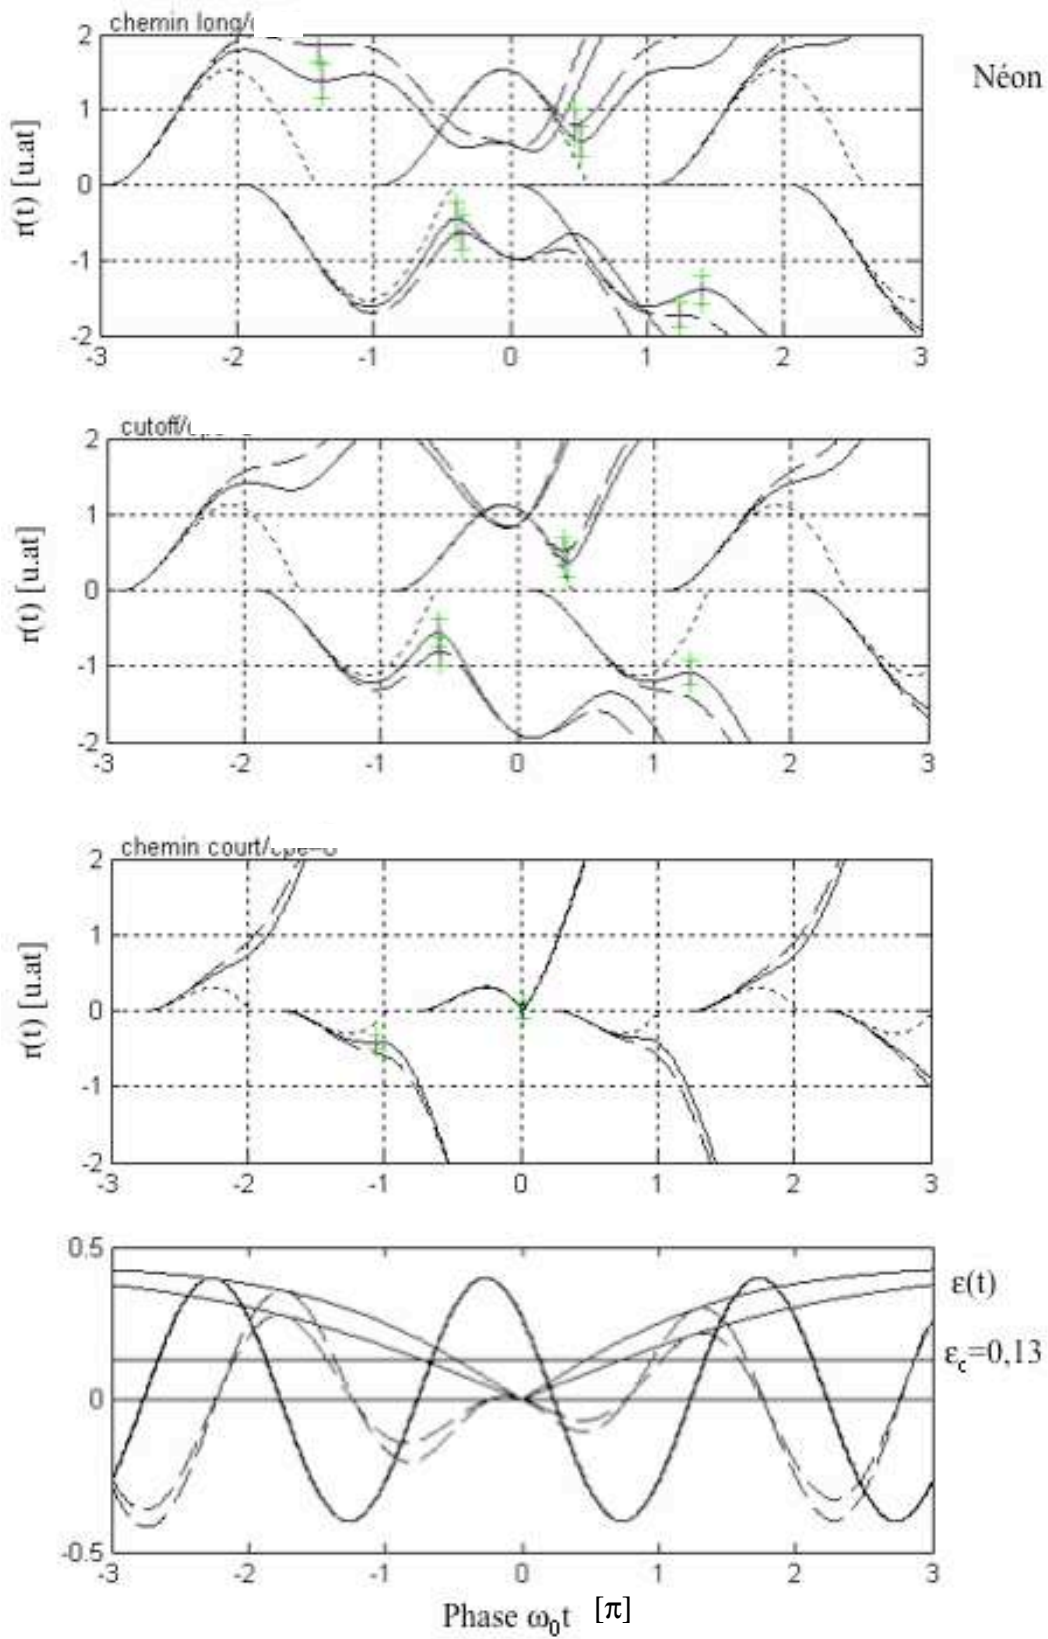 chemin long/
2
1
0
-1
-2
-3 -2 -1 0 1 2 3
r(t) [u.at]
Néon
cutoff/
2
1
0
-1
-2
-3 -2 -1 0 1 2 3
r(t) [u.at]
chemin court/
2
1
0
-1
-2
-3 -2 -1 0 1 2 3
r(t) [u.at]
0.5
0
-0.5
-3 -2 -1 0 1 2 3
ε(t)
εc=0,13
Phase ω0t [π]